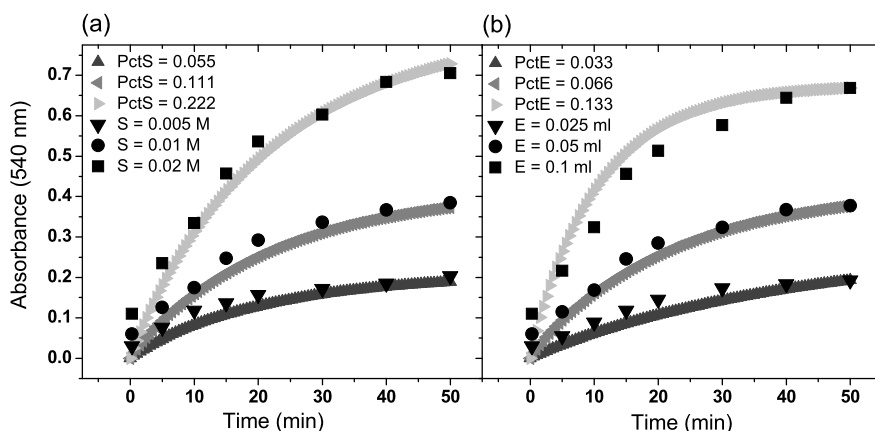 (a)
PctS = 0.055
PctS = 0.111
PctS = 0.222
S = 0.005 M
S = 0.01 M
S = 0.02 M
Absorbance (540 nm)
0.7
0.6
0.5
0.4
0.3
0.2
0.1
0.0
0 10 20 30 40 50
Time (min)
(b)
PctE = 0.033
PctE = 0.066
PctE = 0.133
E = 0.025 ml
E = 0.05 ml
E = 0.1 ml
0 10 20 30 40 50
Time (min)